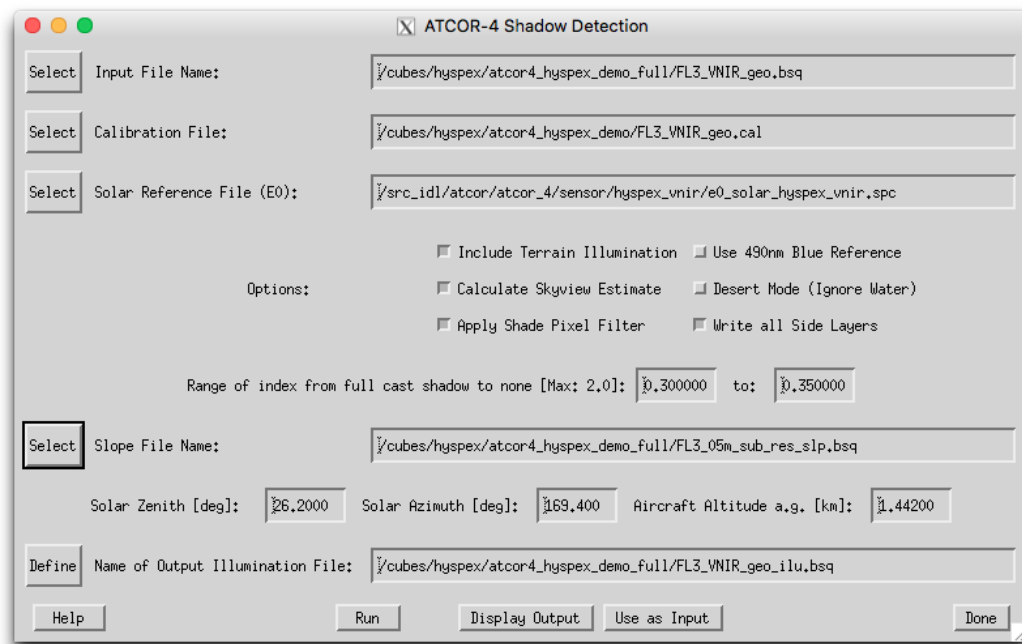 ATCOR-4 Shadow Detection
Select Input File Name: /cubes/hyspex/atcor4_hyspex_demo_full/FL3_VNIR_geo.bsq
Select Calibration File: /cubes/hyspex/atcor4_hyspex_demo/FL3_VNIR_geo.cal
Select Solar Reference File (E0): /src_idl/atcor/atcor_4/sensor/hyspex_vnir/e0_solar_hyspex_vnir.spc
Include Terrain Illumination Use 490nm Blue Reference
Options: Calculate Skyview Estimate Desert Mode (Ignore Water)
Apply Shade Pixel Filter Write all Side Layers
Range of index from full cast shadow to none [Max: 2.0]: 0.300000 to: 0.350000
Select Slope File Name: /cubes/hyspex/atcor4_hyspex_demo_full/FL3_05m_sub_res_slp.bsq
Solar Zenith [deg]: 26.2000 Solar Azimuth [deg]: 169.400 Aircraft Altitude a.g. [km]: 1.44200
Define Name of Output Illumination File: /cubes/hyspex/atcor4_hyspex_demo_full/FL3_VNIR_geo_ilu.bsq
Help Run Display Output Use as Input Done